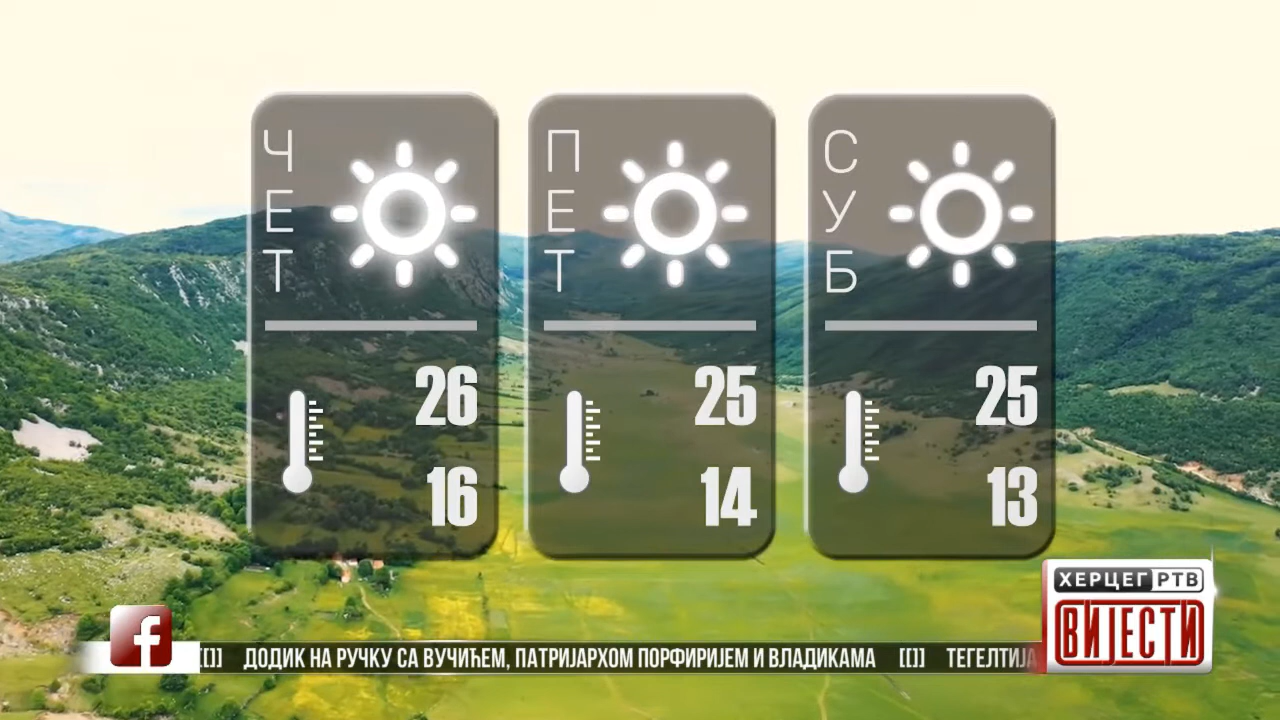 ЧЕТ
26
16
ПЕТ
25
14
СУБ
25
13
ХЕРЦЕГ РТВ
ВИЈЕСТИ
f
[[]] ДОДИК НА РУЧКУ СА ВУЧИЋЕМ, ПАТРИЈАРХОМ ПОРФИРИЈЕМ И ВЛАДИКАМА [[]] ТЕГЕЛТИЈА